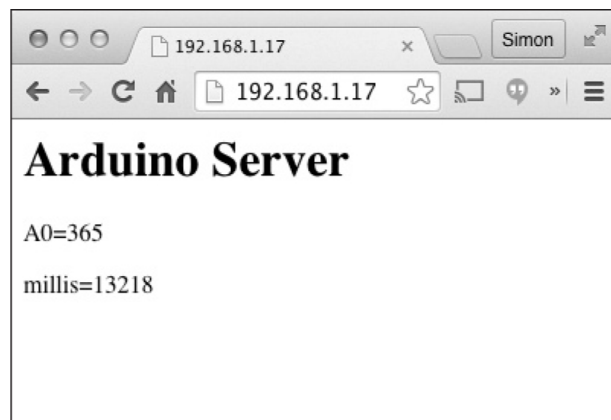 192.168.1.17
Simon
192.168.1.17
Arduino Server
A0=365
millis=13218